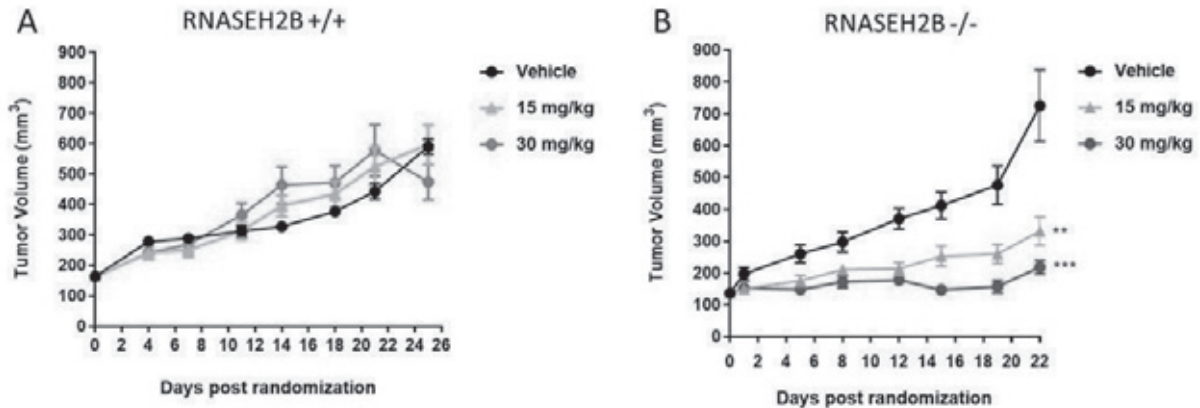 A
RNASEH2B +/+
900
800
700
600
500
400
300
200
100
0
Tumor Volume (mm³)
0 2 4 6 8 10 12 14 16 18 20 22 24 26
Days post randomization
Vehicle
15 mg/kg
30 mg/kg
B
RNASEH2B -/-
900
800
700
600
500
400
300
200
100
0
Tumor Volume (mm³)
0 2 4 6 8 10 12 14 16 18 20 22
Days post randomization
Vehicle
15 mg/kg
30 mg/kg
**
***